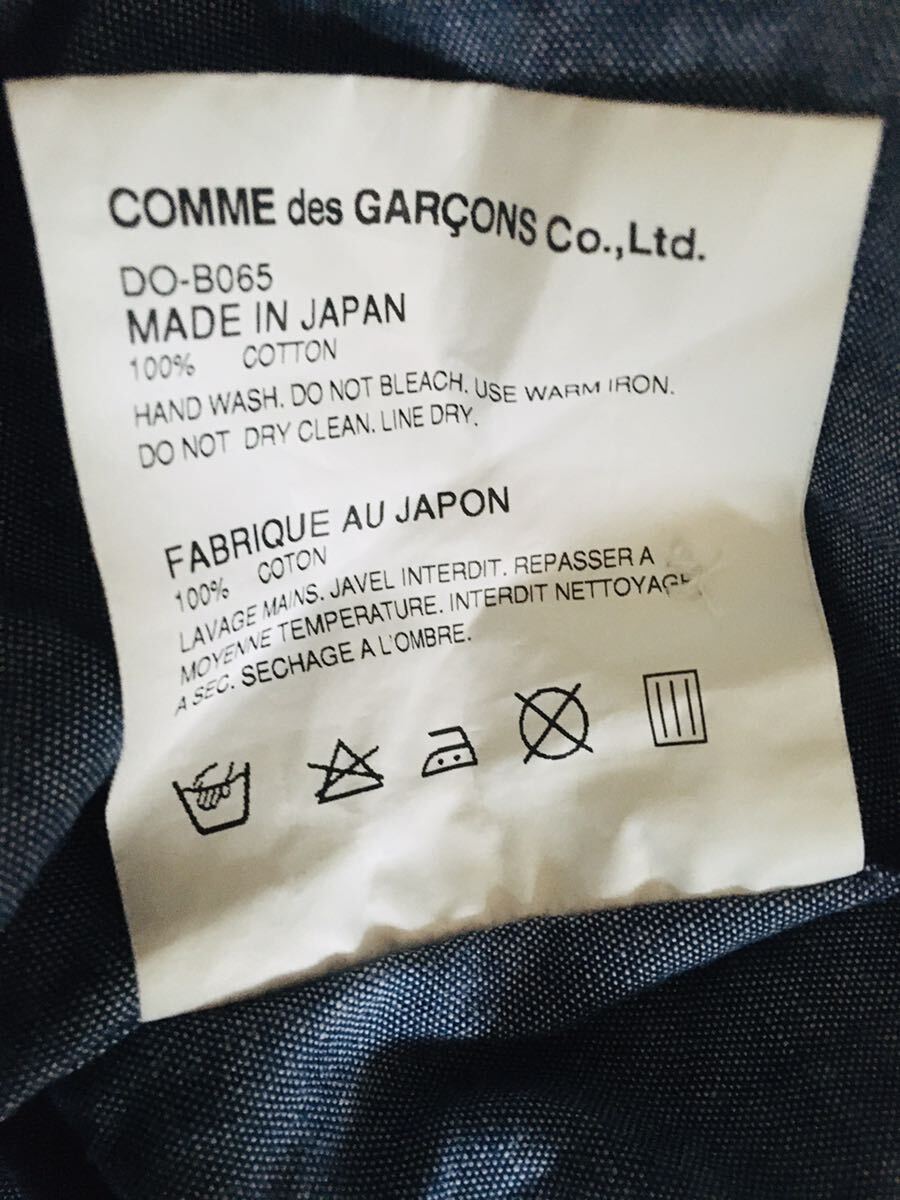 COMME des GARÇONS Co.,Ltd.
DO-B065
MADE IN JAPAN
100% COTTON
HAND WASH. DO NOT BLEACH. USE WARM IRON.
DO NOT DRY CLEAN. LINE DRY.
FABRIQUE AU JAPON
100% COTON
LAVAGE MAINS. JAVEL INTERDIT. REPASSER A
MOYENNE TEMPERATURE. INTERDIT NETTOYAGE
A SEC. SECHAGE A L'OMBRE.